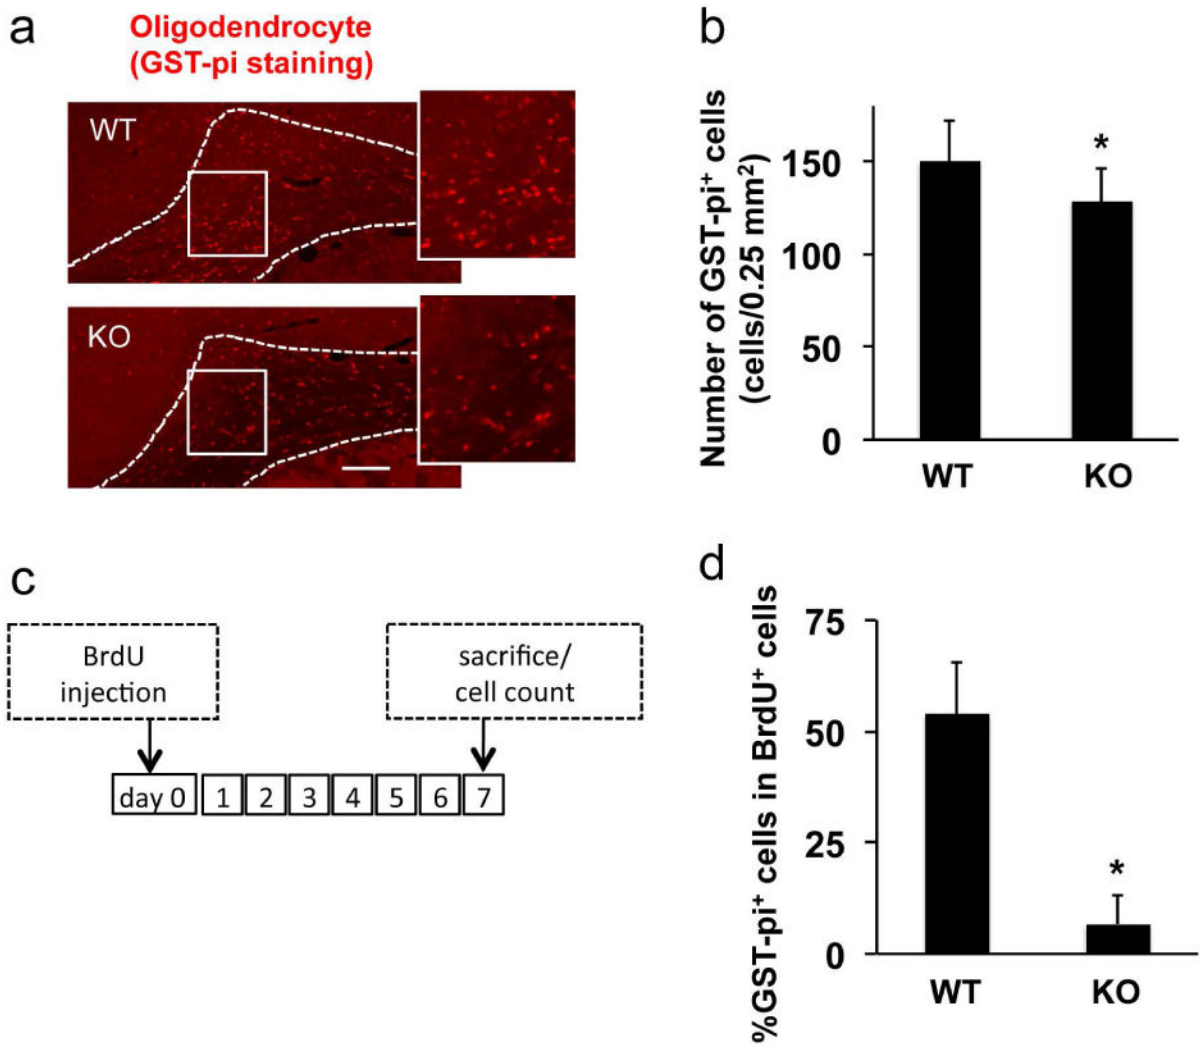 a
Oligodendrocyte
(GST-pi staining)
WT
KO
b
Number of GST-pi⁺ cells
(cells/0.25 mm²)
150
100
50
0
*
WT
KO
c
BrdU
injection
sacrifice/
cell count
day 0 1 2 3 4 5 6 7
d
%GST-pi⁺ cells in BrdU⁺ cells
75
50
25
0
*
WT
KO